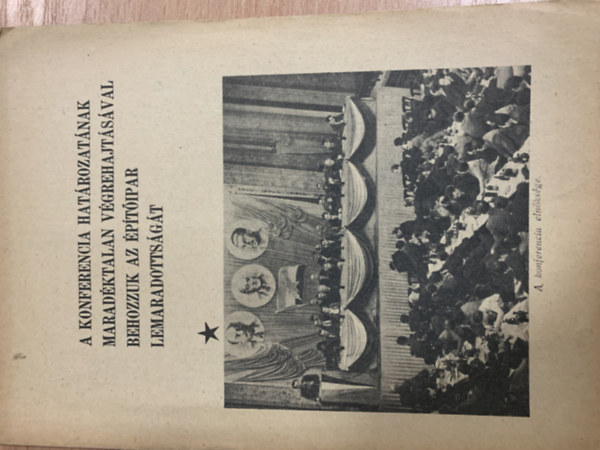 A KONFERENCIA HATÁROZATÁNAK
MARADÉKTALAN VÉGREHAJTÁSÁVAL
BEHOZZUK AZ ÉPÍTŐIPAR
LEMARADOTTSÁGÁT
A konferencia elnöksége.